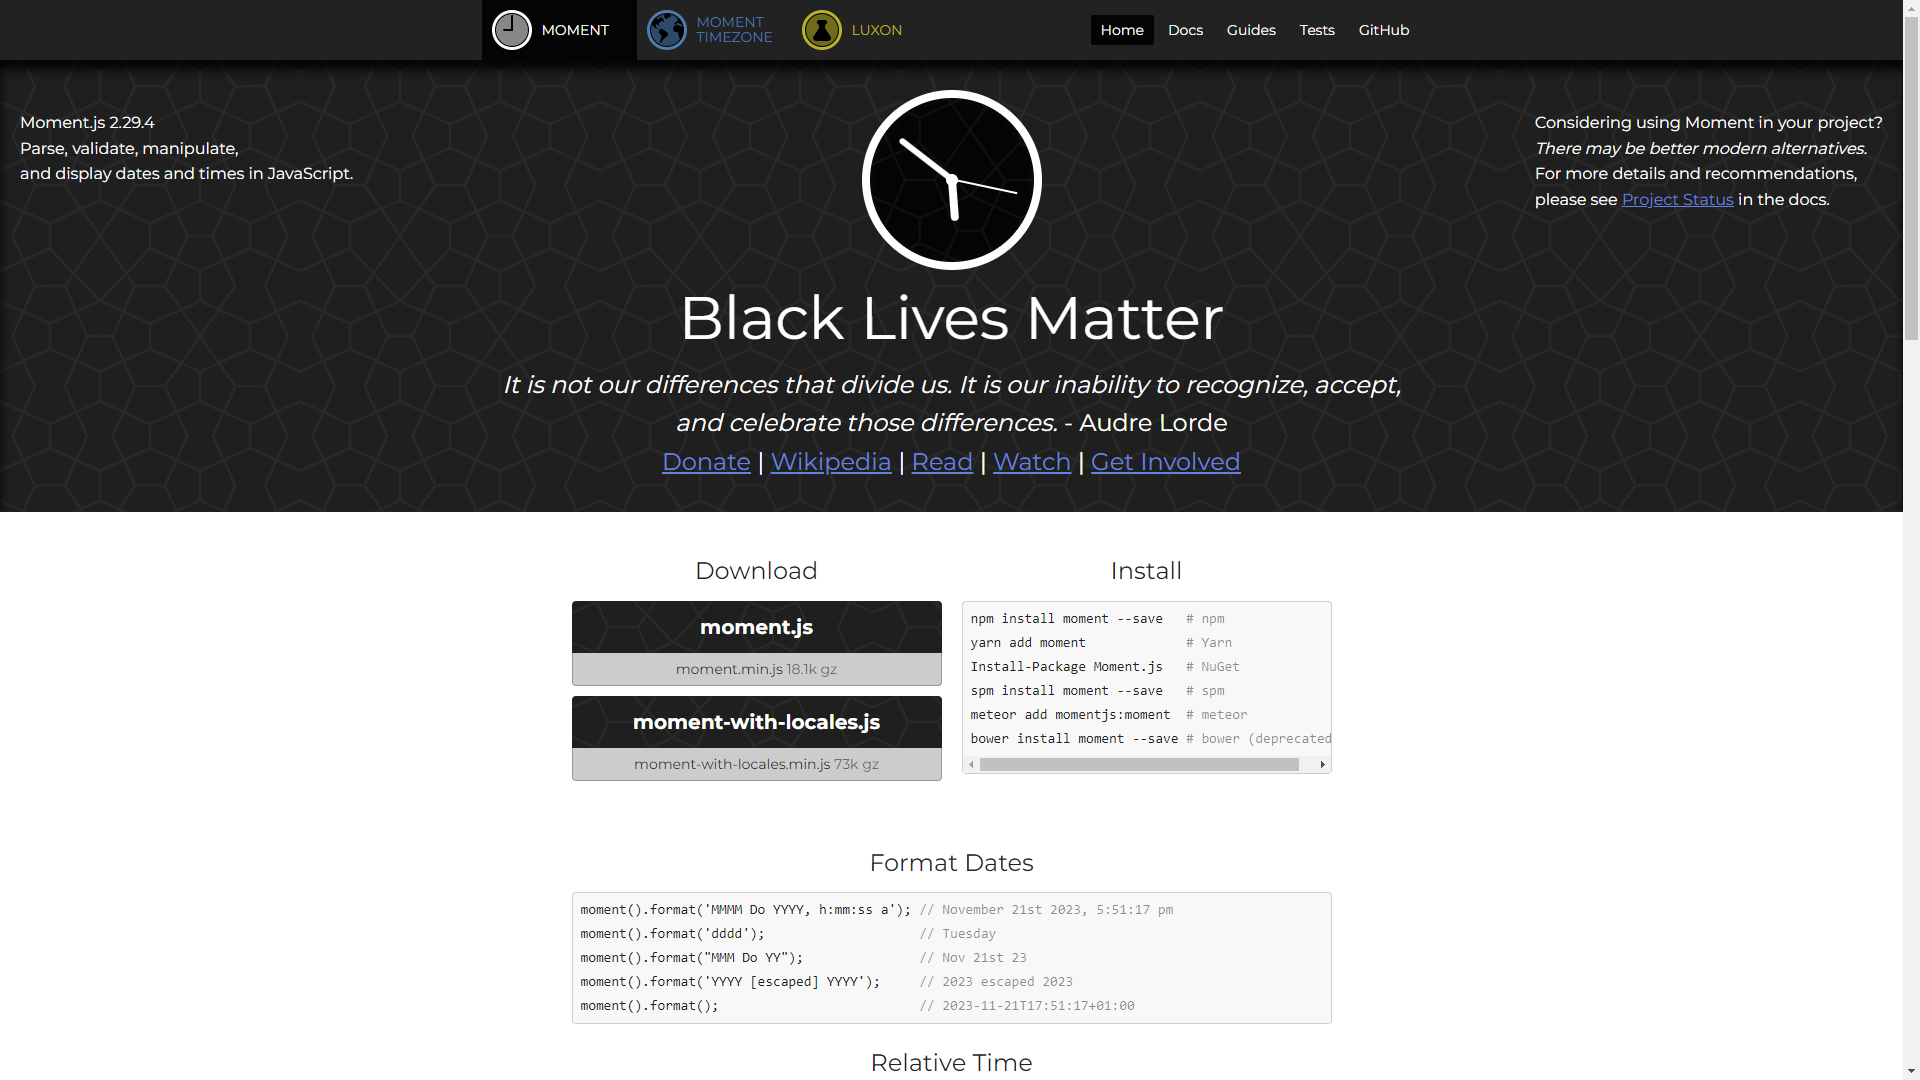 MOMENT
MOMENT
TIMEZONE
LUXON
Home
Docs
Guides
Tests
GitHub
Moment.js 2.29.4
Parse, validate, manipulate,
and display dates and times in JavaScript.
Considering using Moment in your project?
There may be better modern alternatives.
For more details and recommendations,
please see Project Status in the docs.
Black Lives Matter
It is not our differences that divide us. It is our inability to recognize, accept,
and celebrate those differences. - Audre Lorde
Donate | Wikipedia | Read | Watch | Get Involved
Download
moment.js
moment.min.js 18.1k gz
moment-with-locales.js
moment-with-locales.min.js 73k gz
Install
npm install moment --save   # npm
yarn add moment             # Yarn
Install-Package Moment.js   # NuGet
spm install moment --save   # spm
meteor add momentjs:moment  # meteor
bower install moment --save # bower (deprecated
Format Dates
moment().format('MMMM Do YYYY, h:mm:ss a'); // November 21st 2023, 5:51:17 pm
moment().format('dddd');                    // Tuesday
moment().format("MMM Do YY");               // Nov 21st 23
moment().format('YYYY [escaped] YYYY');     // 2023 escaped 2023
moment().format();                          // 2023-11-21T17:51:17+01:00
Relative Time